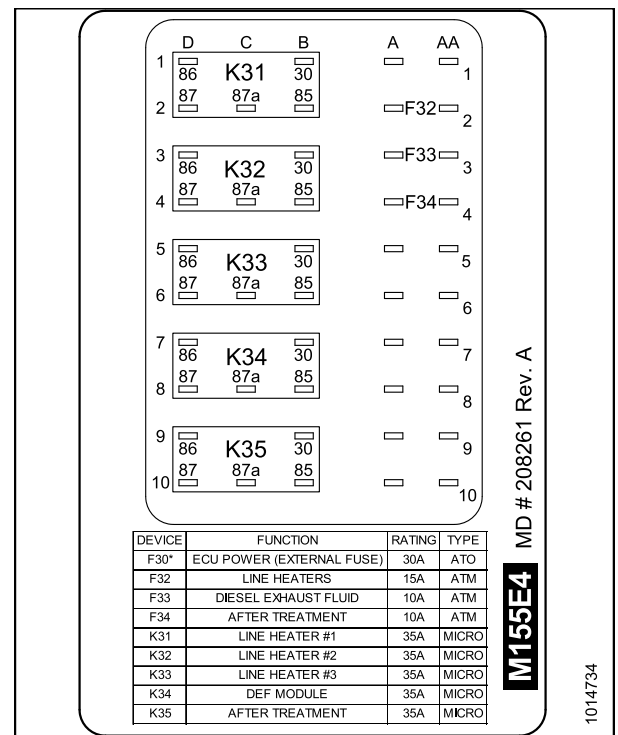 D C B A AA
1 86 K31 30 1
2 87 87a 85 F32 2
3 86 K32 30 F33 3
4 87 87a 85 F34 4
5 86 K33 30 5
6 87 87a 85 6
7 86 K34 30 7
8 87 87a 85 8
9 86 K35 30 9
10 87 87a 85 10
DEVICE FUNCTION RATING TYPE
F30* ECU POWER (EXTERNAL FUSE) 30A ATO
F32 LINE HEATERS 15A ATM
F33 DIESEL EXHAUST FLUID 10A ATM
F34 AFTER TREATMENT 10A ATM
K31 LINE HEATER #1 35A MICRO
K32 LINE HEATER #2 35A MICRO
K33 LINE HEATER #3 35A MICRO
K34 DEF MODULE 35A MICRO
K35 AFTER TREATMENT 35A MICRO
M155E4 MD # 208261 Rev. A
1014734